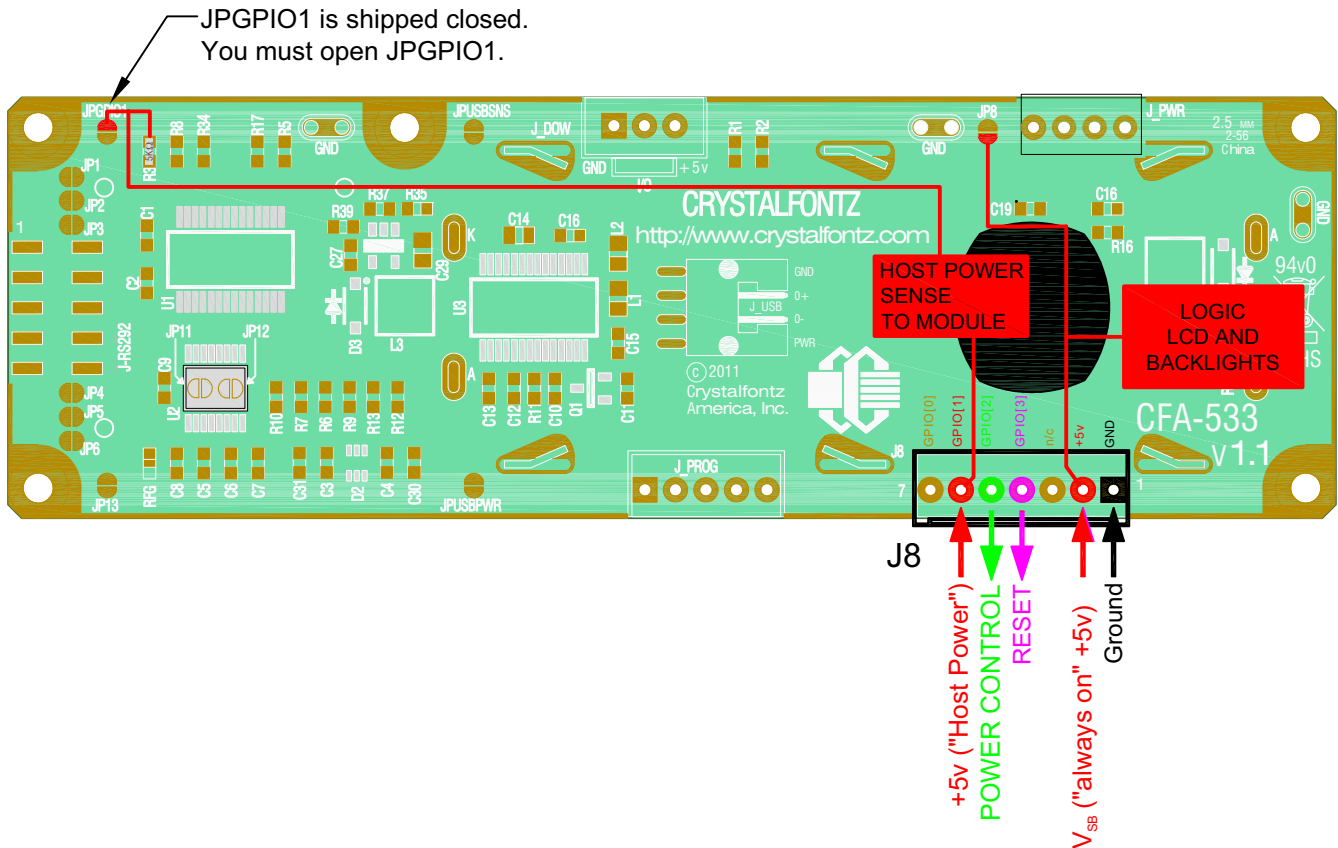 JPGPIO1 is shipped closed.
You must open JPGPIO1.
JPGPIO1
R3
5KΩ
R8
R34
R17
R5
GND
JPUSBSNS
J_DOW
GND
+5v
R1
R2
GND
JP8
J_PWR
2.5 MM
2-56
China
JP1
JP2
JP3
1
C1
C2
U1
R39
R37
R35
C27
C29
K
C14
C16
L2
CRYSTALFONTZ
http://www.crystalfontz.com
C19
C16
R16
A
GND
94v0
HOST POWER
SENSE
TO MODULE
LOGIC
LCD AND
BACKLIGHTS
GND
J_USB
0+
0-
PWR
U3
L1
C15
D3
L3
J-RS292
JP11
JP12
C9
U2
JP4
JP5
JP6
A
R10
R7
R6
R9
R13
R12
C13
C12
R11
C10
Q1
C11
© 2011
Crystalfontz
America, Inc.
GPIO[0]
GPIO[1]
GPIO[2]
GPIO[3]
n/c
+5v
GND
CFA-533
v1.1
JP13
RFG
C8
C5
C6
C7
C31
C3
D2
C4
C30
JPUSBPWR
J_PROG
J8
7
1
J8
+5v ("Host Power")
POWER CONTROL
RESET
V_SB ("always on" +5v)
Ground